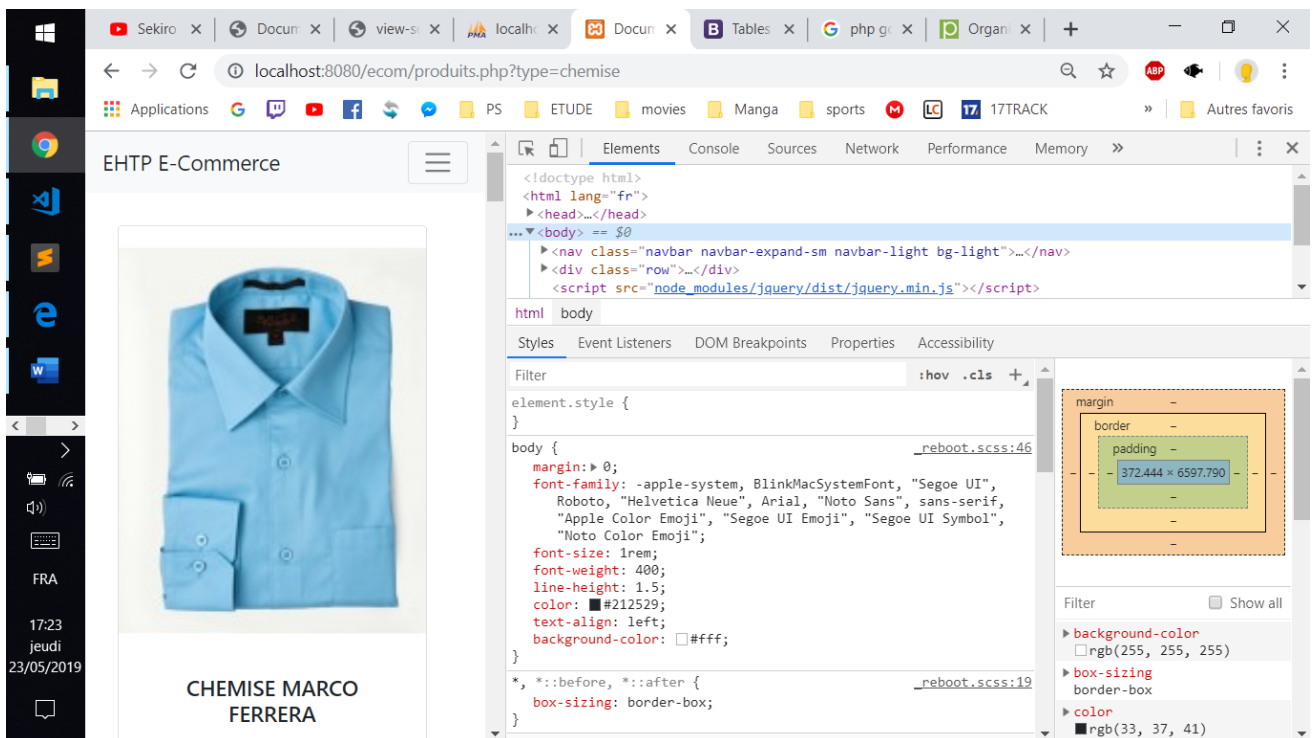 Sekiro
Docum
view-s
localho
Docum
B Tables
php go
Organi
localhost:8080/ecom/produits.php?type=chemise
ABP
Applications
PS
ETUDE
movies
Manga
sports
M
LC
17. 17TRACK
»
Autres favoris
EHTP E-Commerce
CHEMISE MARCO
FERRERA
Elements Console Sources Network Performance Memory »
<!doctype html>
<html lang="fr">
<head>…</head>
...▼<body> == $0
<nav class="navbar navbar-expand-sm navbar-light bg-light">…</nav>
<div class="row">…</div>
<script src="node_modules/jquery/dist/jquery.min.js"></script>
html body
Styles Event Listeners DOM Breakpoints Properties Accessibility
Filter :hov .cls +
element.style {
}
body { _reboot.scss:46
margin: 0;
font-family: -apple-system, BlinkMacSystemFont, "Segoe UI",
Roboto, "Helvetica Neue", Arial, "Noto Sans", sans-serif,
"Apple Color Emoji", "Segoe UI Emoji", "Segoe UI Symbol",
"Noto Color Emoji";
font-size: 1rem;
font-weight: 400;
line-height: 1.5;
color: #212529;
text-align: left;
background-color: #fff;
}
*, *::before, *::after { _reboot.scss:19
box-sizing: border-box;
}
margin –
border –
padding –
– – – 372.444 × 6597.790 – – –
–
–
–
Filter Show all
background-color
rgb(255, 255, 255)
box-sizing
border-box
color
rgb(33, 37, 41)
FRA
17:23
jeudi
23/05/2019